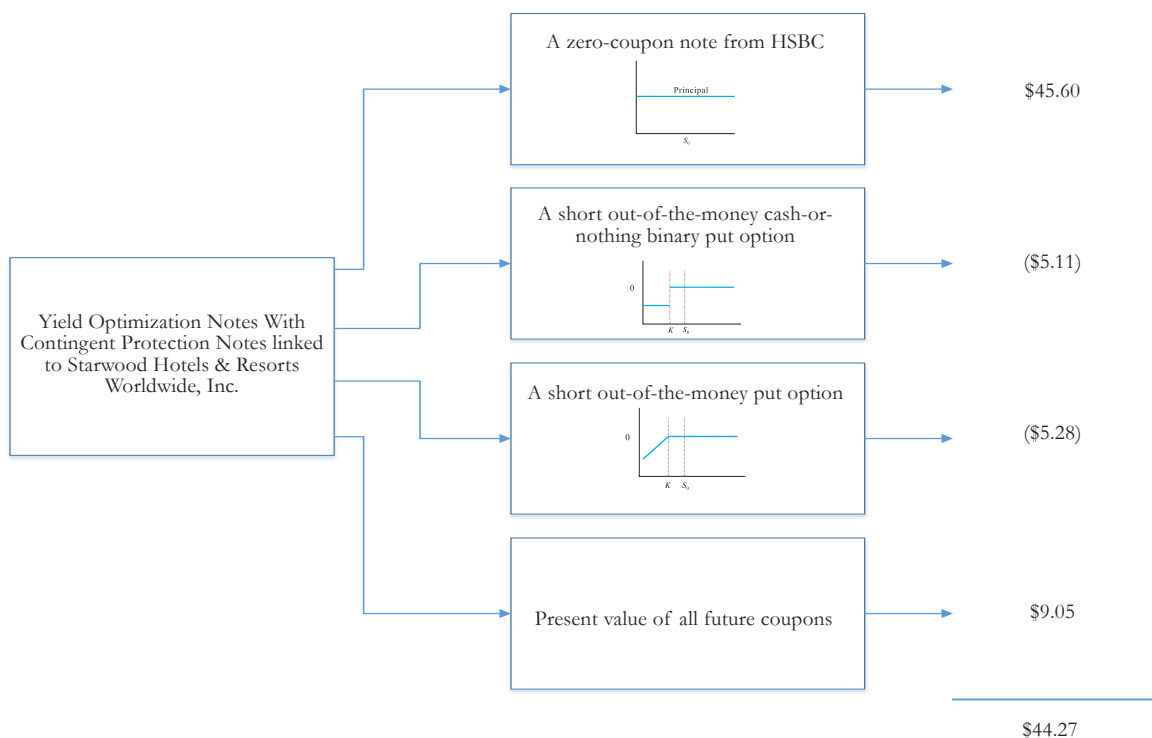 A zero-coupon note from HSBC
Principal
S0
$45.60
A short out-of-the-money cash-or-
nothing binary put option
0
K S0
($5.11)
Yield Optimization Notes With
Contingent Protection Notes linked
to Starwood Hotels & Resorts
Worldwide, Inc.
A short out-of-the-money put option
0
K S0
($5.28)
Present value of all future coupons
$9.05
$44.27